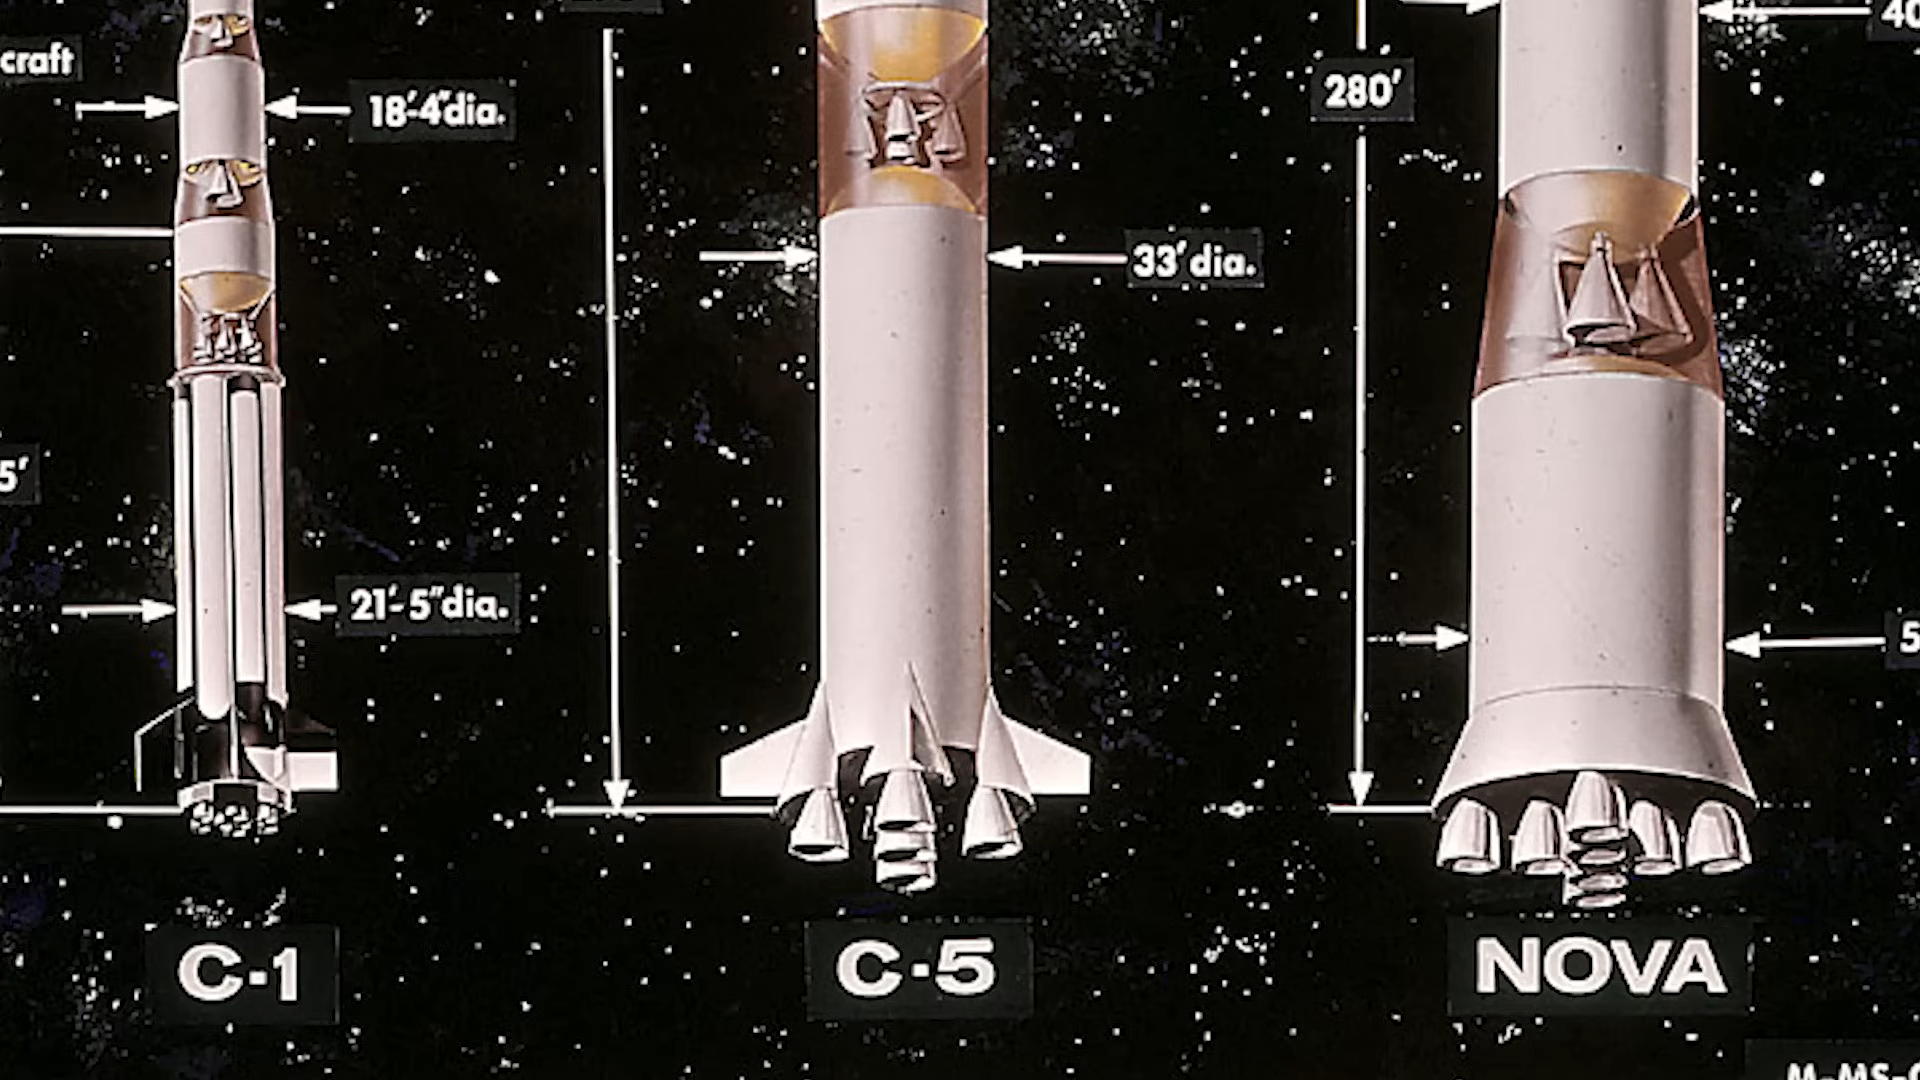 craft
18'-4"dia.
280'
33'dia.
5'
21'-5"dia.
C-1
C-5
NOVA